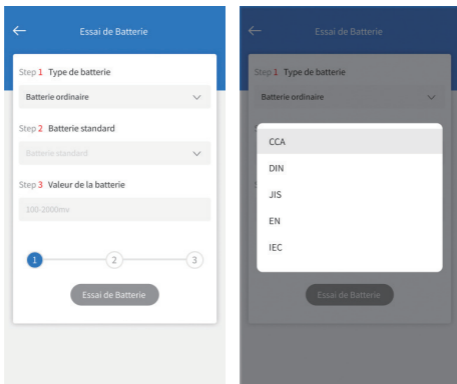 Essai de Batterie
Step 1 Type de batterie
Batterie ordinaire
Step 2 Batterie standard
Batterie standard
Step 3 Valeur de la batterie
100-2000mv
1 2 3
Essai de Batterie
Essai de Batterie
Step 1 Type de batterie
Batterie ordinaire
CCA
DIN
JIS
EN
IEC
Essai de Batterie